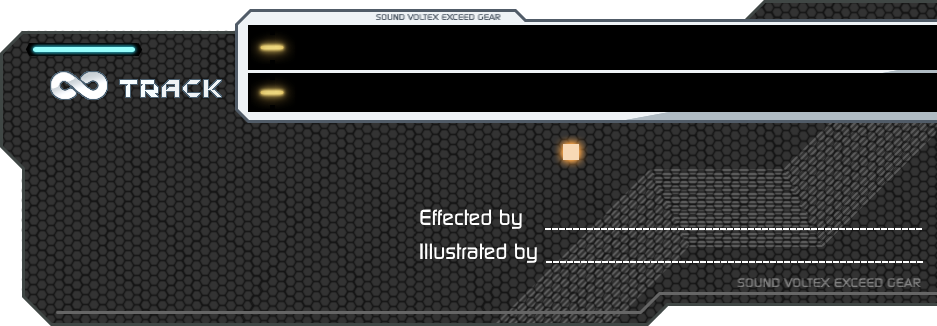 SOUND VOLTEX EXCEED GEAR
∞ TRACK
Effected by
Illustrated by
SOUND VOLTEX EXCEED GEAR